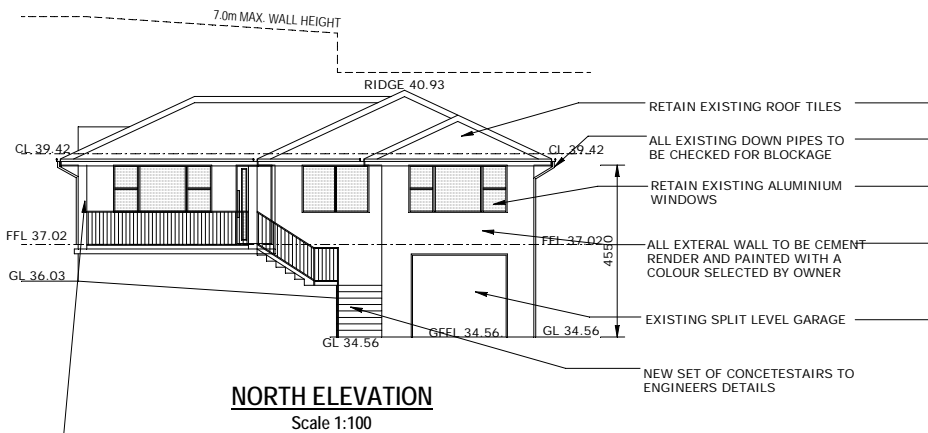 7.0m MAX. WALL HEIGHT
RIDGE 40.93
RETAIN EXISTING ROOF TILES
CL 39.42
CL 39.42
ALL EXISTING DOWN PIPES TO
BE CHECKED FOR BLOCKAGE
RETAIN EXISTING ALUMINIUM
WINDOWS
FFL 37.02
FFL 37.02
ALL EXTERAL WALL TO BE CEMENT
RENDER AND PAINTED WITH A
COLOUR SELECTED BY OWNER
4550
GL 36.03
EXISTING SPLIT LEVEL GARAGE
GL 34.56
GFFL 34.56
GL 34.56
NEW SET OF CONCETESTAIRS TO
ENGINEERS DETAILS
NORTH ELEVATION
Scale 1:100